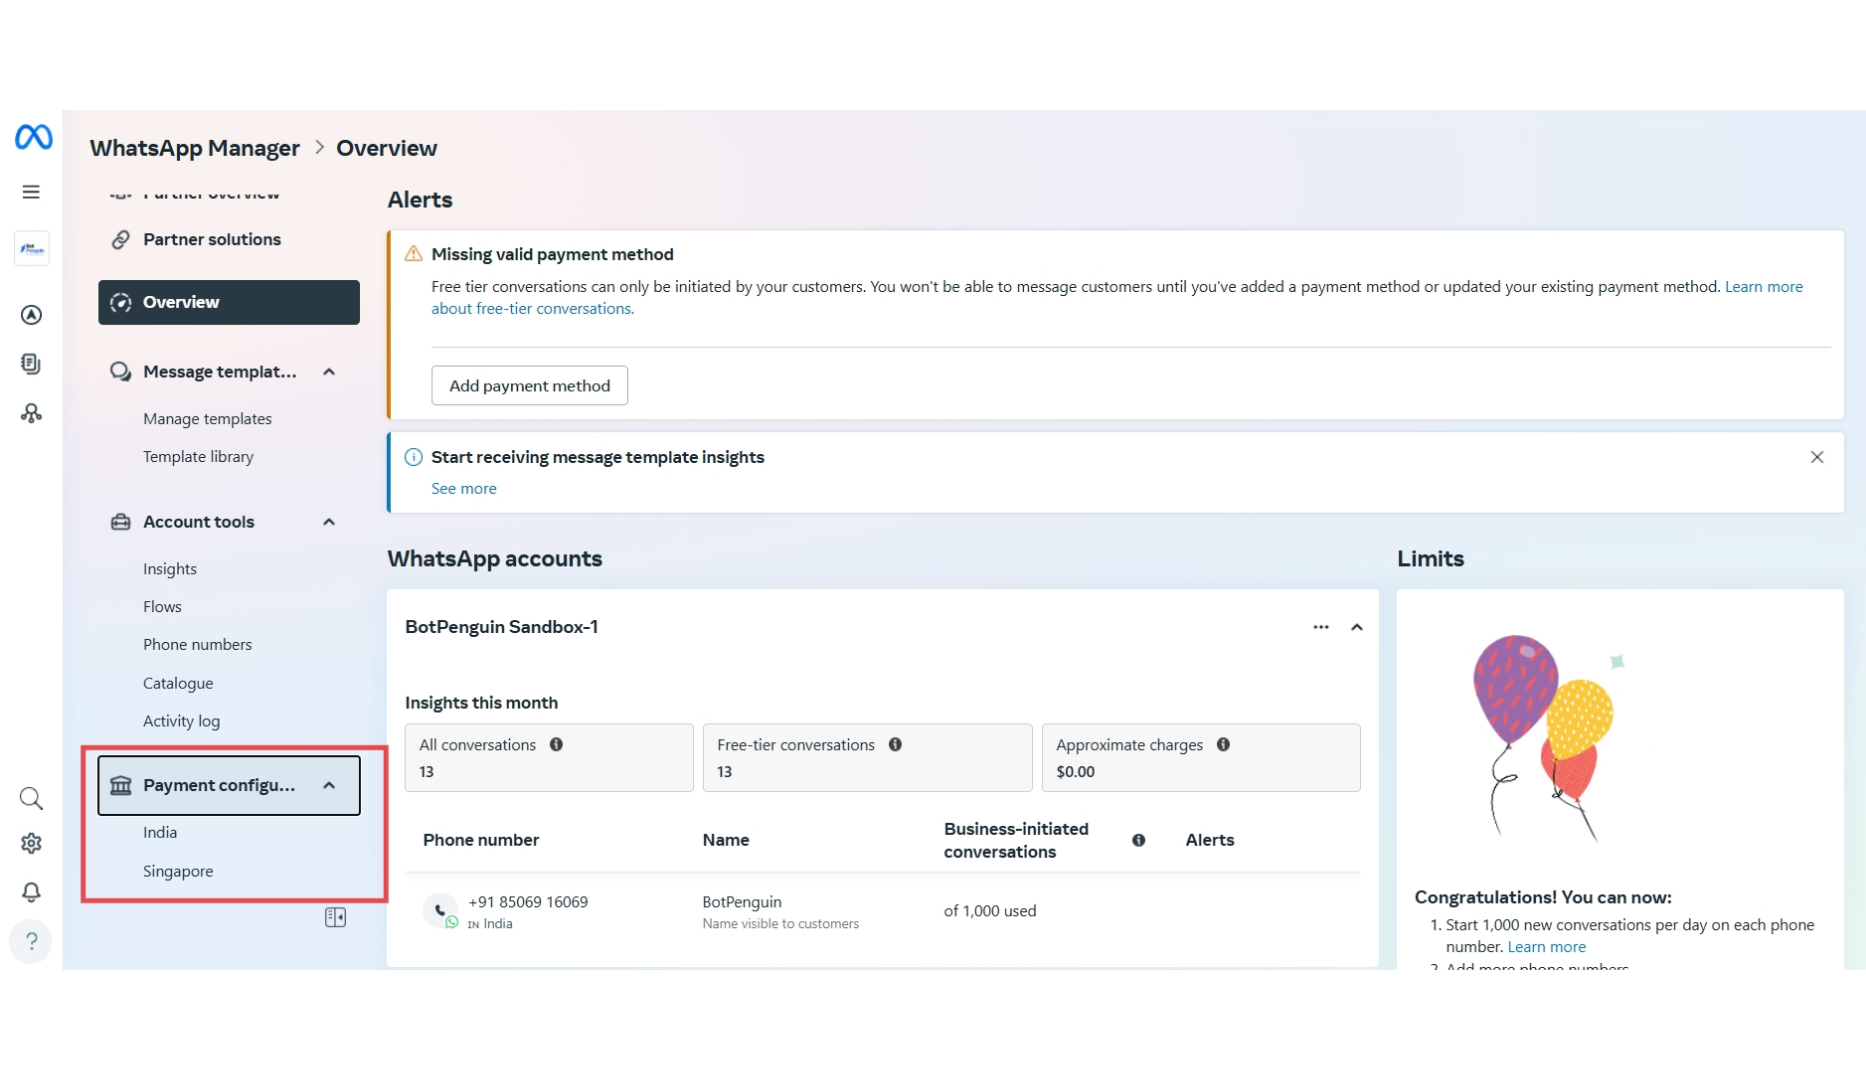 WhatsApp Manager > Overview
Partner overview
Partner solutions
Overview
Message templat...
Manage templates
Template library
Account tools
Insights
Flows
Phone numbers
Catalogue
Activity log
Payment configu...
India
Singapore
?
Alerts
Missing valid payment method
Free tier conversations can only be initiated by your customers. You won't be able to message customers until you've added a payment method or updated your existing payment method. Learn more
about free-tier conversations.
Add payment method
Start receiving message template insights
See more
WhatsApp accounts
BotPenguin Sandbox-1
Insights this month
All conversations
13
Free-tier conversations
13
Approximate charges
$0.00
Phone number Name Business-initiated conversations Alerts
+91 85069 16069 BotPenguin of 1,000 used
IN India Name visible to customers
Limits
Congratulations! You can now:
1. Start 1,000 new conversations per day on each phone
number. Learn more
2. Add more phone numbers